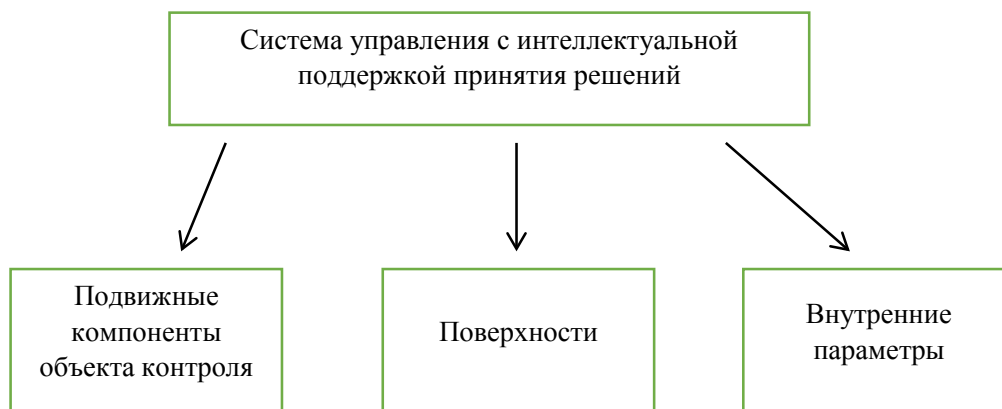 Система управления с интеллектуальной
поддержкой принятия решений
Подвижные
компоненты
объекта контроля
Поверхности
Внутренние
параметры